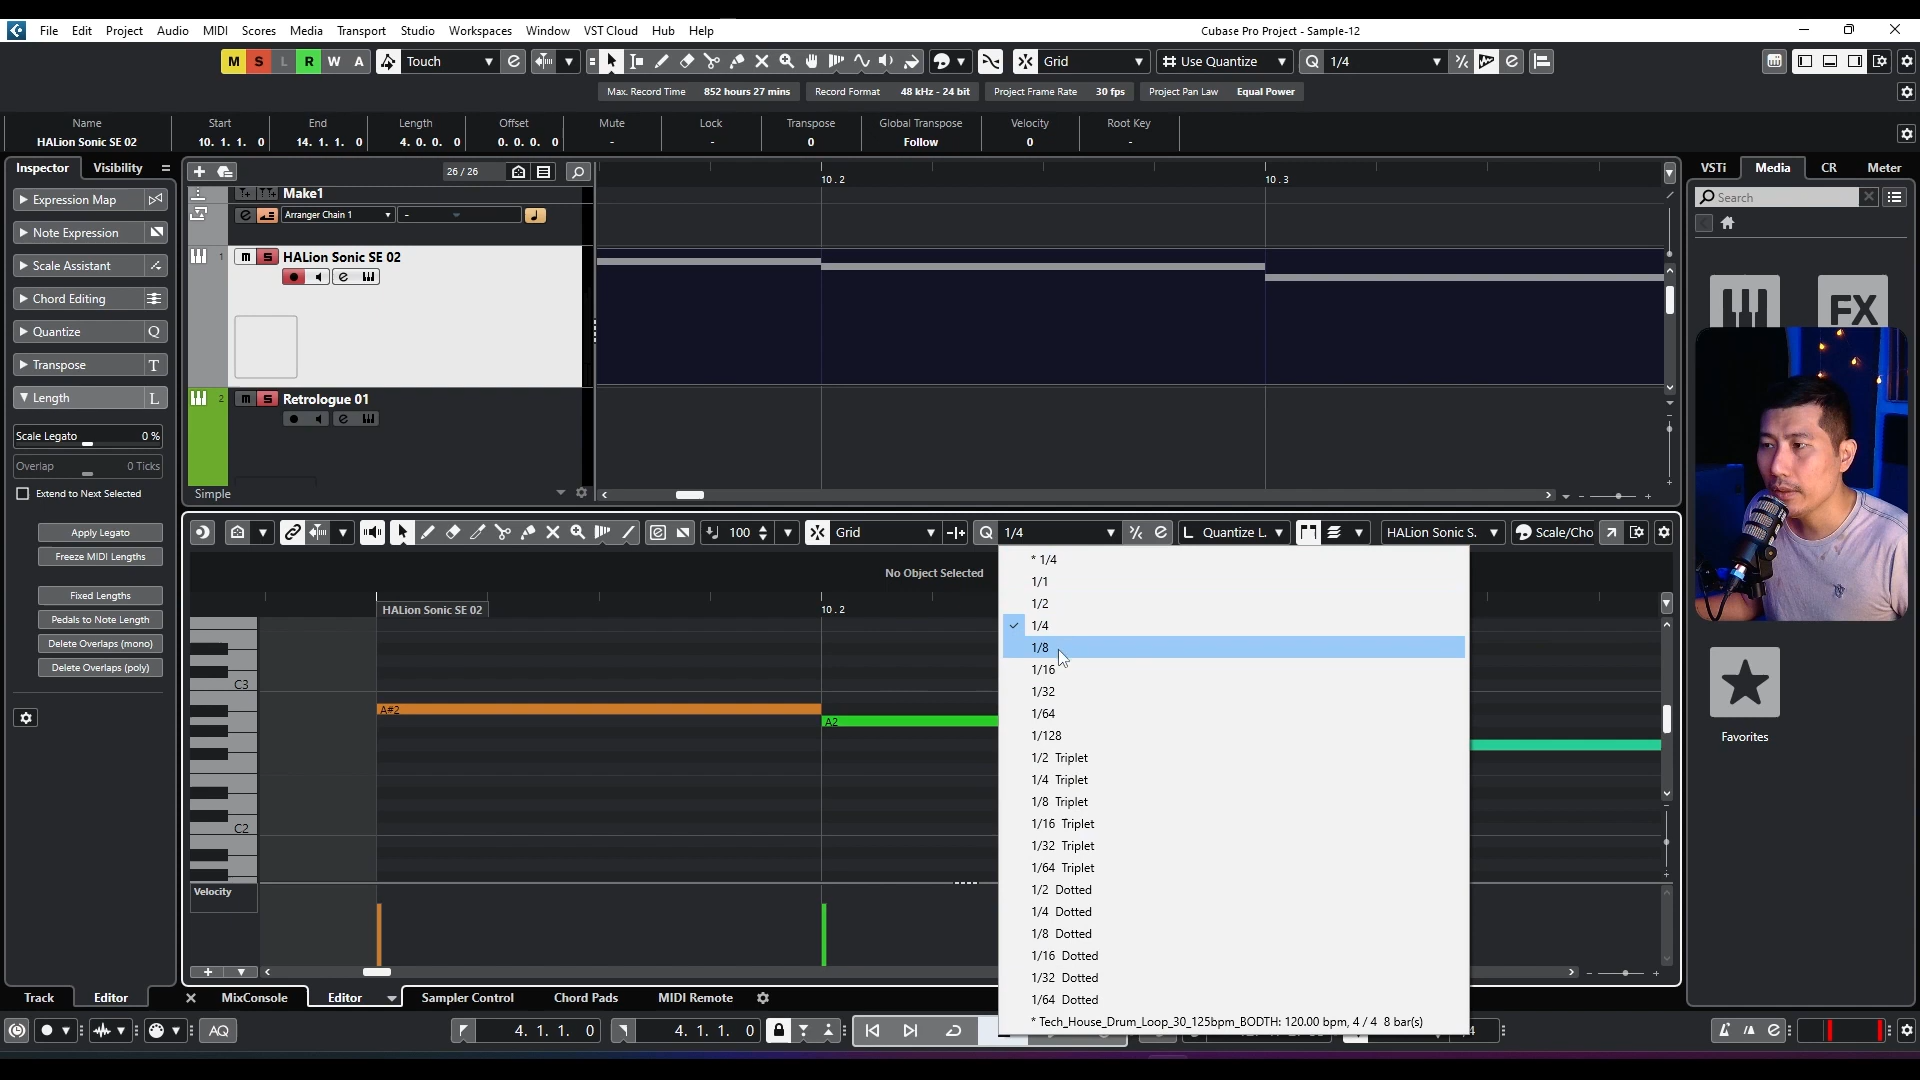 File Edit Project Audio MIDI Scores Media Transport Studio Workspaces Window VST Cloud Hub Help
Cubase Pro Project - Sample-12
M S L R W A Touch Grid Use Quantize 1/4
Max. Record Time 852 hours 27 mins Record Format 48 kHz - 24 bit Project Frame Rate 30 fps Project Pan Law Equal Power
Name Start End Length Offset Mute Lock Transpose Global Transpose Velocity Root Key
HALion Sonic SE 02 10. 1. 1. 0 14. 1. 1. 0 4. 0. 0. 0 0. 0. 0. 0 - - 0 Follow 0 -
Inspector Visibility
26 / 26
10. 2 10. 3
VSTi Media CR Meter
Search
Expression Map
Note Expression
Scale Assistant
Chord Editing
Quantize Q
Transpose T
Length L
Scale Legato 0 %
Overlap 0 Ticks
Extend to Next Selected
Apply Legato
Freeze MIDI Lengths
Fixed Lengths
Pedals to Note Length
Delete Overlaps (mono)
Delete Overlaps (poly)
Make1
Arranger Chain 1 -
1 m S HALion Sonic SE 02
2 m S Retrologue 01
Simple
FX
Favorites
100 Grid 1/4 L Quantize L. HALion Sonic S. Scale/Cho
No Object Selected
HALion Sonic SE 02 10. 2
C3
A#2
A2
C2
Velocity
* 1/4
1/1
1/2
1/4
1/8
1/16
1/32
1/64
1/128
1/2 Triplet
1/4 Triplet
1/8 Triplet
1/16 Triplet
1/32 Triplet
1/64 Triplet
1/2 Dotted
1/4 Dotted
1/8 Dotted
1/16 Dotted
1/32 Dotted
1/64 Dotted
* Tech_House_Drum_Loop_30_125bpm_BODTH: 120.00 bpm, 4 / 4 8 bar(s)
Track Editor
MixConsole Editor Sampler Control Chord Pads MIDI Remote
AQ 4. 1. 1. 0 4. 1. 1. 0